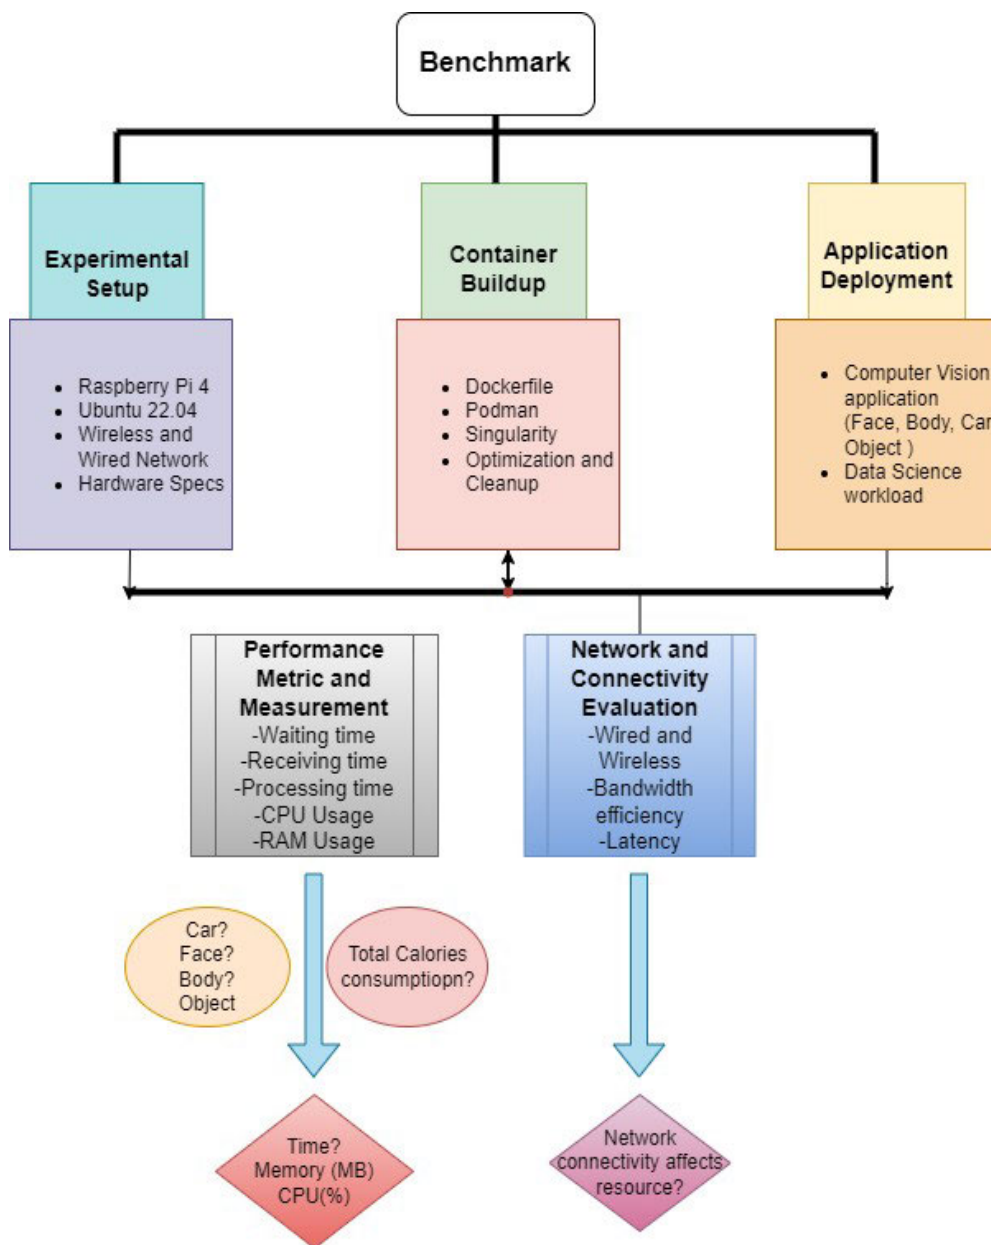 Benchmark
Experimental
Setup
Container
Buildup
Application
Deployment
• Raspberry Pi 4
• Ubuntu 22.04
• Wireless and
Wired Network
• Hardware Specs
• Dockerfile
• Podman
• Singularity
• Optimization and
Cleanup
• Computer Vision
application
(Face, Body, Car
Object )
• Data Science
workload
Performance
Metric and
Measurement
-Waiting time
-Receiving time
-Processing time
-CPU Usage
-RAM Usage
Network and
Connectivity
Evaluation
-Wired and
Wireless
-Bandwidth
efficiency
-Latency
Car?
Face?
Body?
Object
Total Calories
consumptiopn?
Time?
Memory (MB)
CPU(%)
Network
connectivity affects
resource?